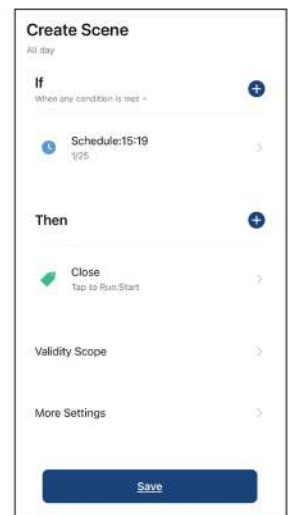 Create Scene
All day
If
When any condition is met
Schedule:15:19
1/25
Then
Close
Tap to Run:Start
Validity Scope
More Settings
Save